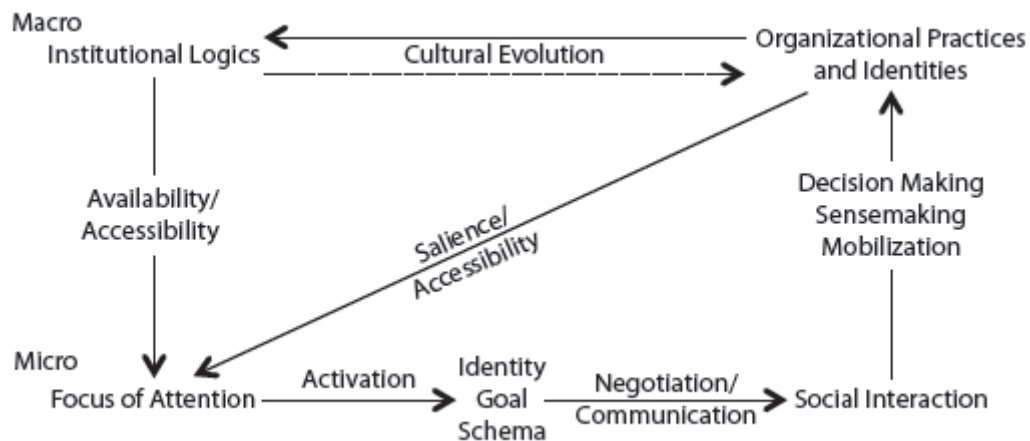 Macro
Institutional Logics
Cultural Evolution
Organizational Practices
and Identities
Availability/
Accessibility
Salience/
Accessibility
Decision Making
Sensemaking
Mobilization
Micro
Focus of Attention
Activation
Identity
Goal
Schema
Negotiation/
Communication
Social Interaction